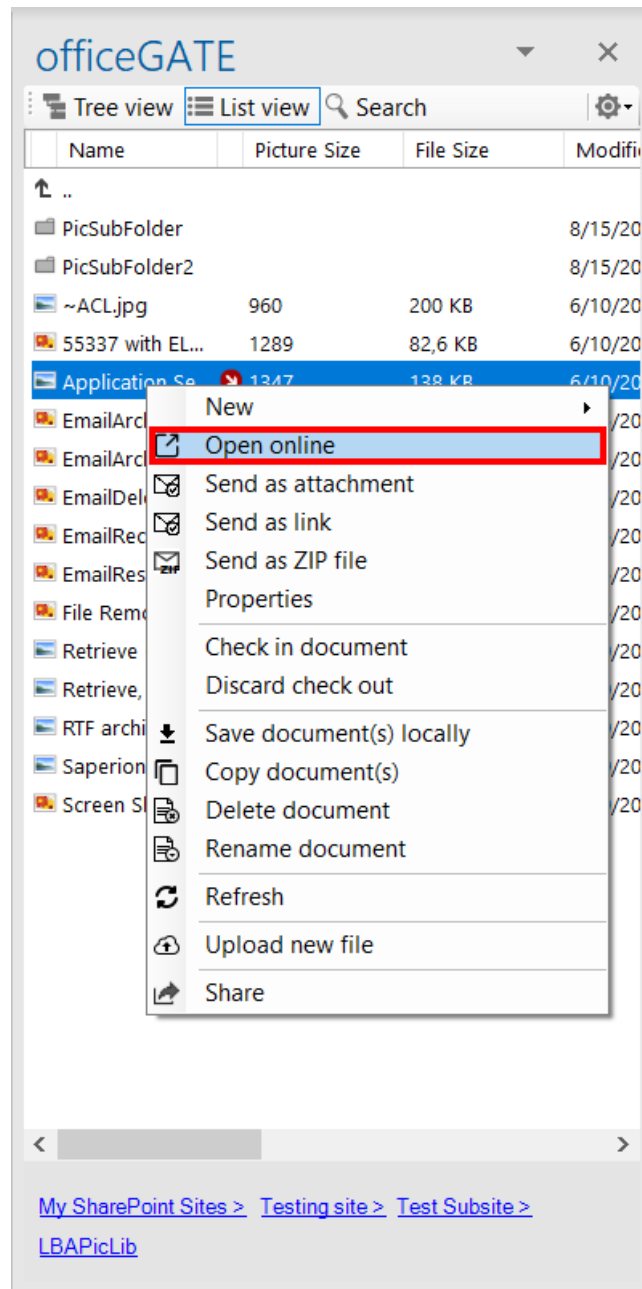 officeGATE
Tree view List view Search
Name Picture Size File Size Modifi
..
PicSubFolder 8/15/20
PicSubFolder2 8/15/20
~ACL.jpg 960 200 KB 6/10/20
55337 with EL... 1289 82,6 KB 6/10/20
Application Se 1347 138 KB 6/10/20
New
EmailArcl /20
Open online
EmailArcl /20
Send as attachment
EmailDel /20
Send as link
EmailRec /20
Send as ZIP file
ZIP
EmailRes /20
Properties
File Remo /20
Check in document
Retrieve /20
Discard check out
Retrieve, /20
Save document(s) locally
RTF archi /20
Copy document(s)
Saperion /20
Delete document
Screen Sl /20
Rename document
Refresh
Upload new file
Share
My SharePoint Sites > Testing site > Test Subsite >
LBAPicLib